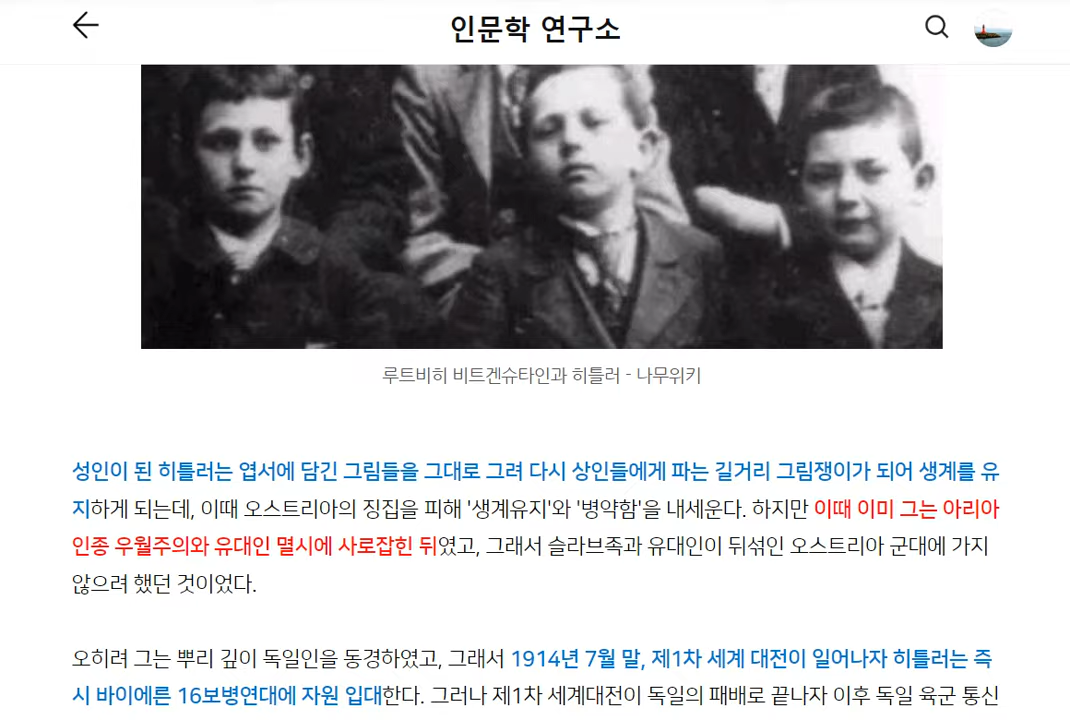 인문학 연구소
루트비히 비트겐슈타인과 히틀러 - 나무위키
성인이 된 히틀러는 엽서에 담긴 그림들을 그대로 그려 다시 상인들에게 파는 길거리 그림쟁이가 되어 생계를 유
지하게 되는데, 이때 오스트리아의 징집을 피해 '생계유지'와 '병약함'을 내세운다. 하지만 이때 이미 그는 아리아
인종 우월주의와 유대인 멸시에 사로잡힌 뒤였고, 그래서 슬라브족과 유대인이 뒤섞인 오스트리아 군대에 가지
않으려 했던 것이었다.
오히려 그는 뿌리 깊이 독일인을 동경하였고, 그래서 1914년 7월 말, 제1차 세계 대전이 일어나자 히틀러는 즉
시 바이에른 16보병연대에 자원 입대한다. 그러나 제1차 세계대전이 독일의 패배로 끝나자 이후 독일 육군 통신